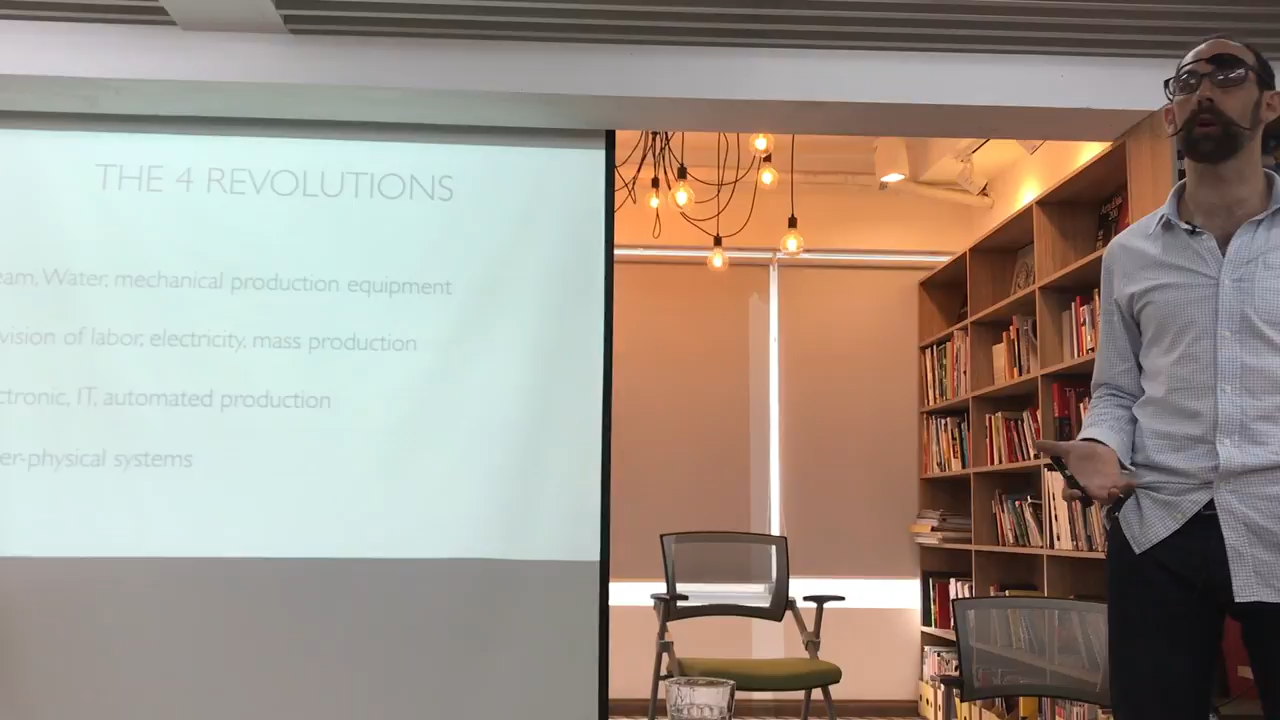 THE 4 REVOLUTIONS
eam, Water, mechanical production equipment
vision of labor, electricity, mass production
ctronic, IT, automated production
er-physical systems